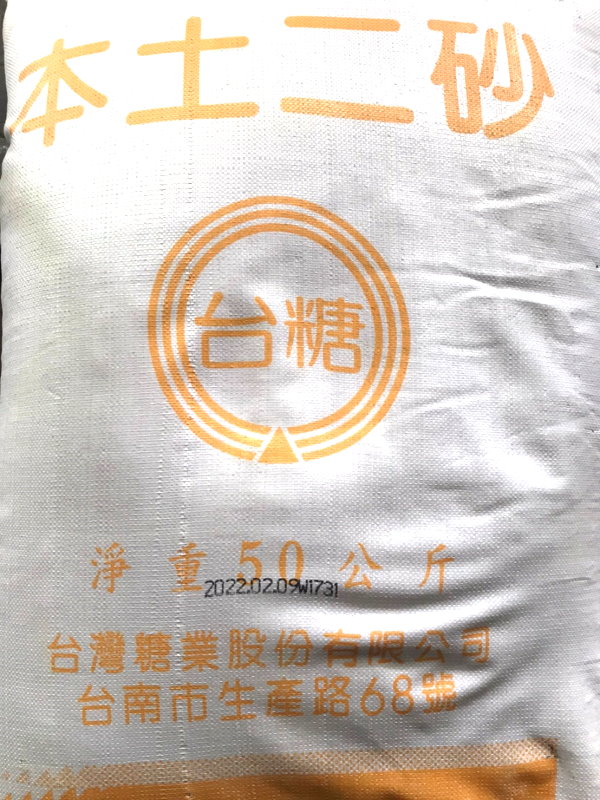 本土二砂
台糖
淨重50公斤
2022.02.09W1731
台灣糖業股份有限公司
台南市生產路68號